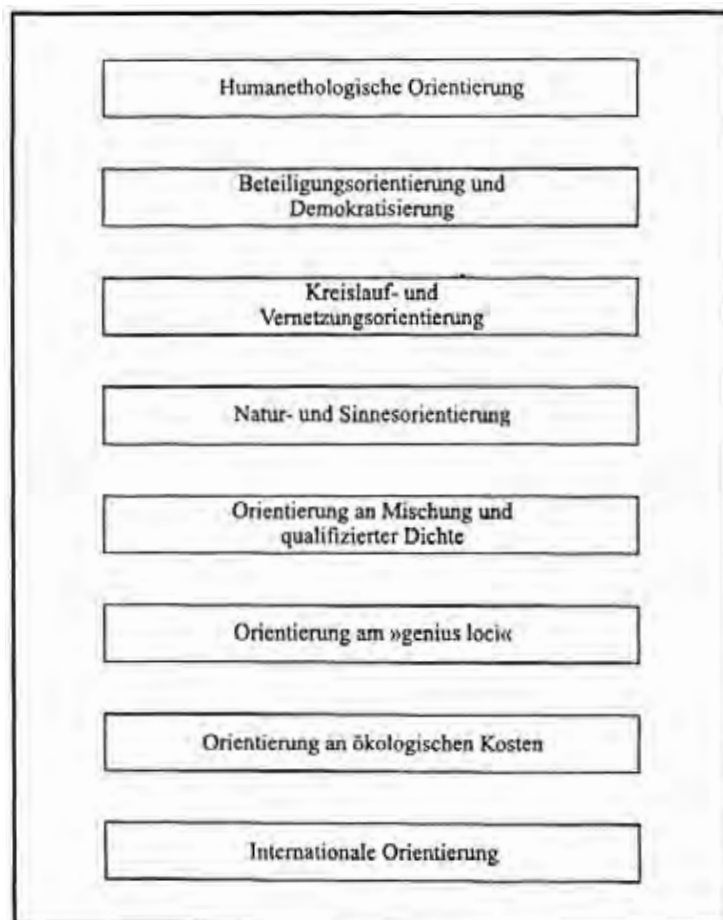 Humanethologische Orientierung
Beteiligungsorientierung und
Demokratisierung
Kreislauf- und
Vernetzungsorientierung
Natur- und Sinnesorientierung
Orientierung an Mischung und
qualifizierter Dichte
Orientierung am »genius loci«
Orientierung an ökologischen Kosten
Internationale Orientierung